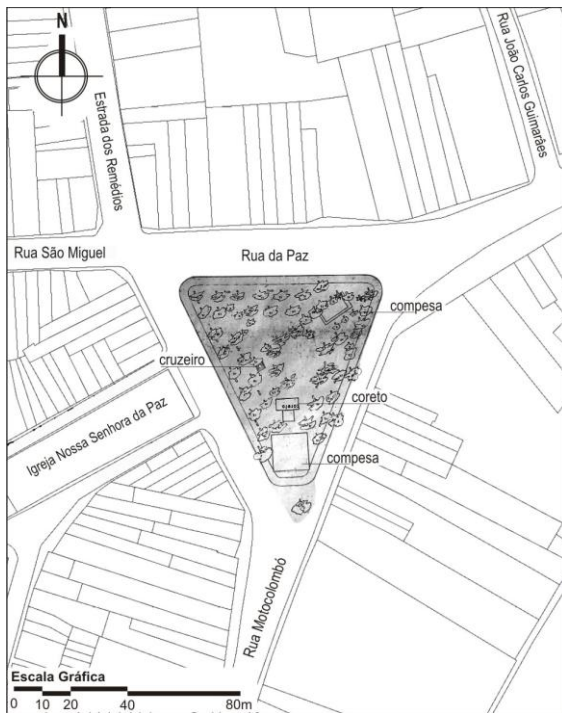 N
Rua João Carlos Guimarães
Estrada dos Remédios
Rua São Miguel
Rua da Paz
compesa
cruzeiro
coreto
coreto
Igreja Nossa Senhora da Paz
compesa
Rua Motocolombó
Escala Gráfica
0 10 20 40 80m